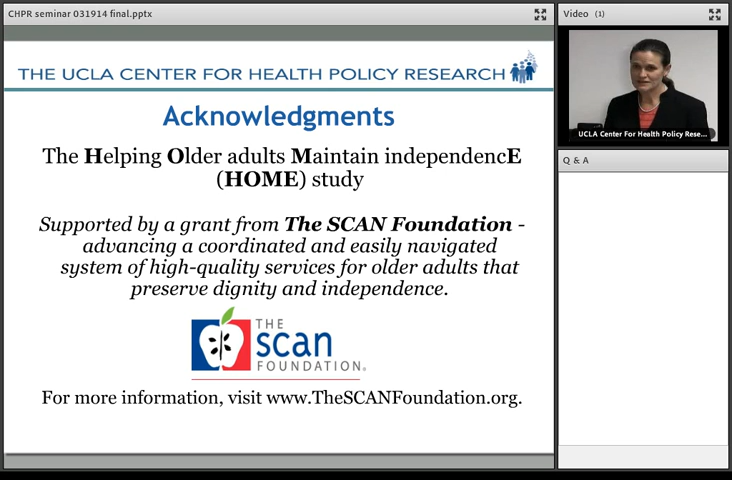 CHPR seminar 031914 final.pptx
THE UCLA CENTER FOR HEALTH POLICY RESEARCH
Acknowledgments
The Helping Older adults Maintain independencE
(HOME) study
Supported by a grant from The SCAN Foundation -
advancing a coordinated and easily navigated
system of high-quality services for older adults that
preserve dignity and independence.
THE
scan
FOUNDATION®
For more information, visit www.TheSCANFoundation.org.
Video (1)
UCLA Center For Health Policy Rese...
Q & A